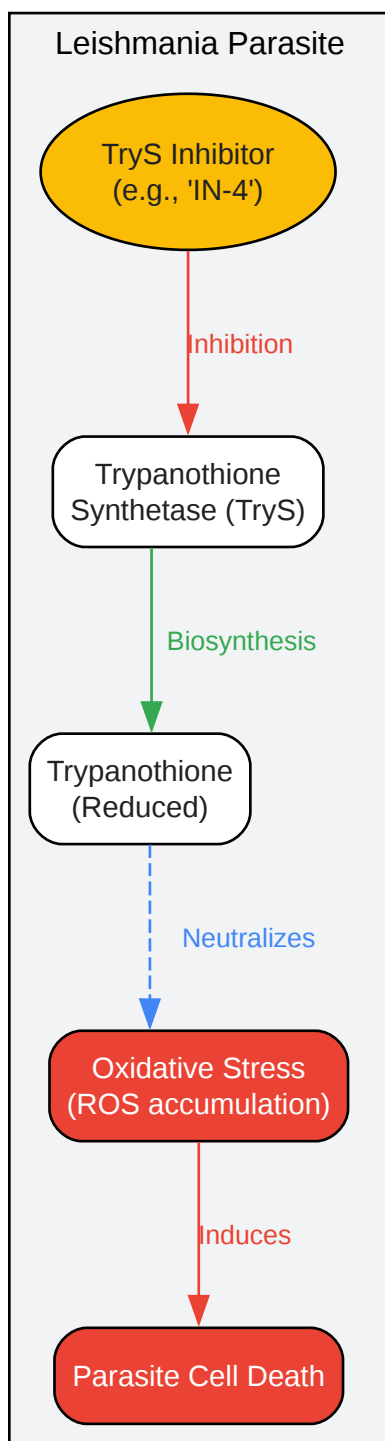 Leishmania Parasite
TryS Inhibitor
(e.g., 'IN-4')
Inhibition
Trypanothione
Synthetase (TryS)
Biosynthesis
Trypanothione
(Reduced)
Neutralizes
Oxidative Stress
(ROS accumulation)
Induces
Parasite Cell Death